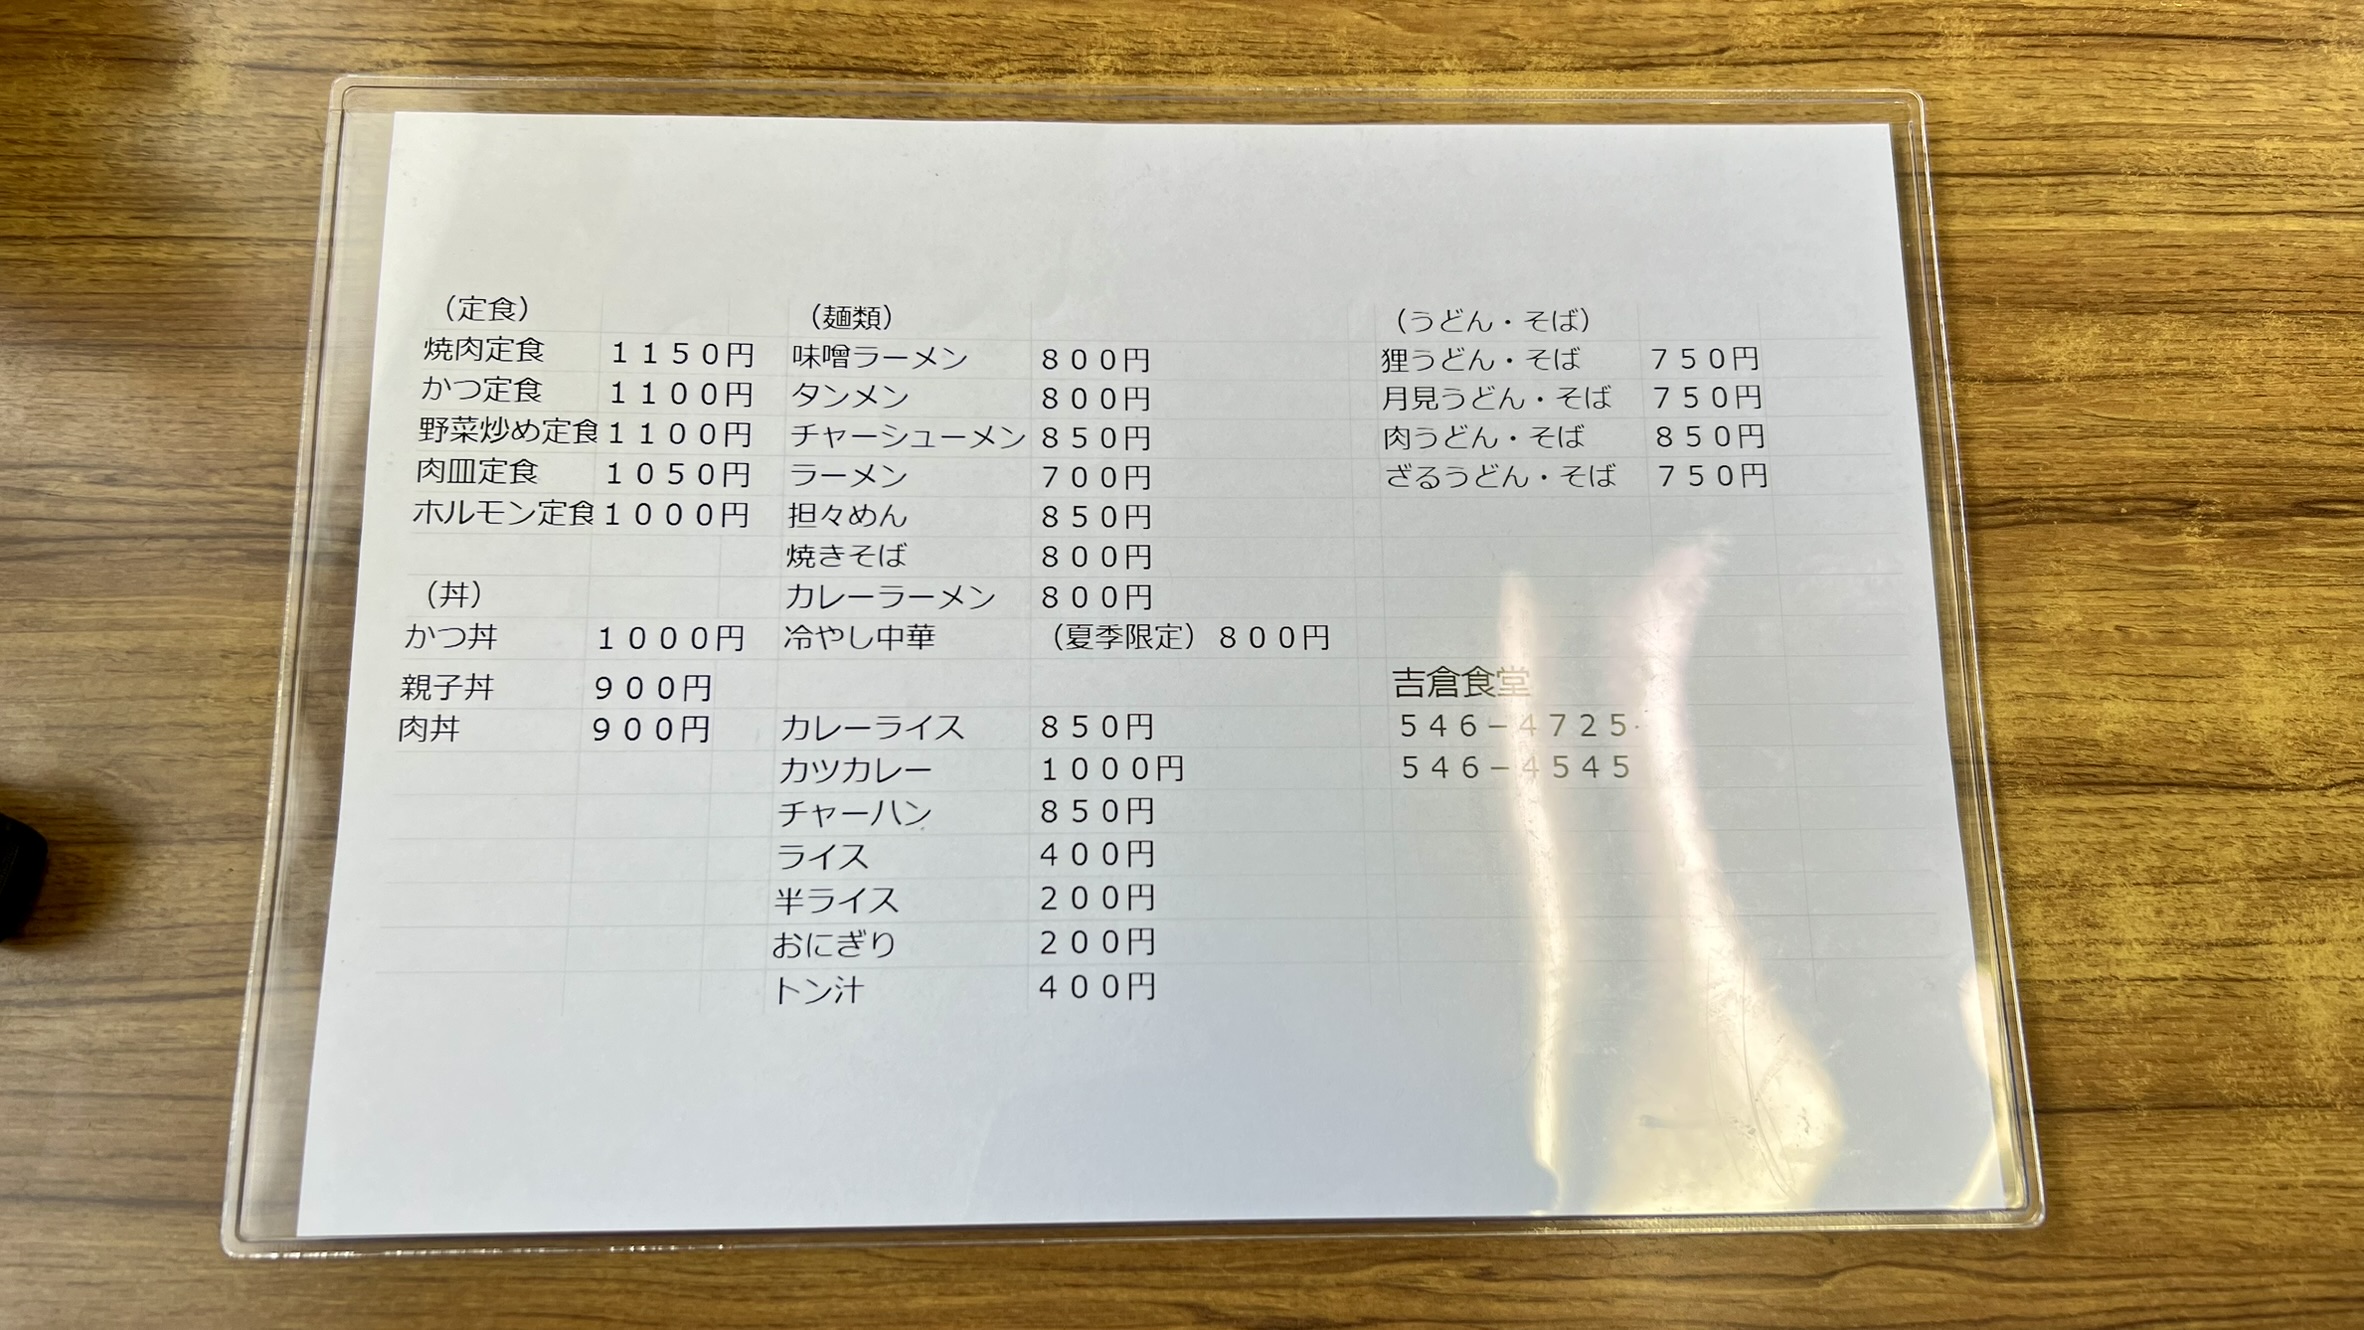 （定食）
焼肉定食 １１５０円
かつ定食 １１００円
野菜炒め定食 １１００円
肉皿定食 １０５０円
ホルモン定食 １０００円
（丼）
かつ丼 １０００円
親子丼 ９００円
肉丼 ９００円
（麺類）
味噌ラーメン ８００円
タンメン ８００円
チャーシューメン ８５０円
ラーメン ７００円
担々めん ８５０円
焼きそば ８００円
カレーラーメン ８００円
冷やし中華 （夏季限定）８００円
カレーライス ８５０円
カツカレー １０００円
チャーハン ８５０円
ライス ４００円
半ライス ２００円
おにぎり ２００円
トン汁 ４００円
（うどん・そば）
狸うどん・そば ７５０円
月見うどん・そば ７５０円
肉うどん・そば ８５０円
ざるうどん・そば ７５０円
吉倉食堂
５４６－４７２５
５４６－４５４５